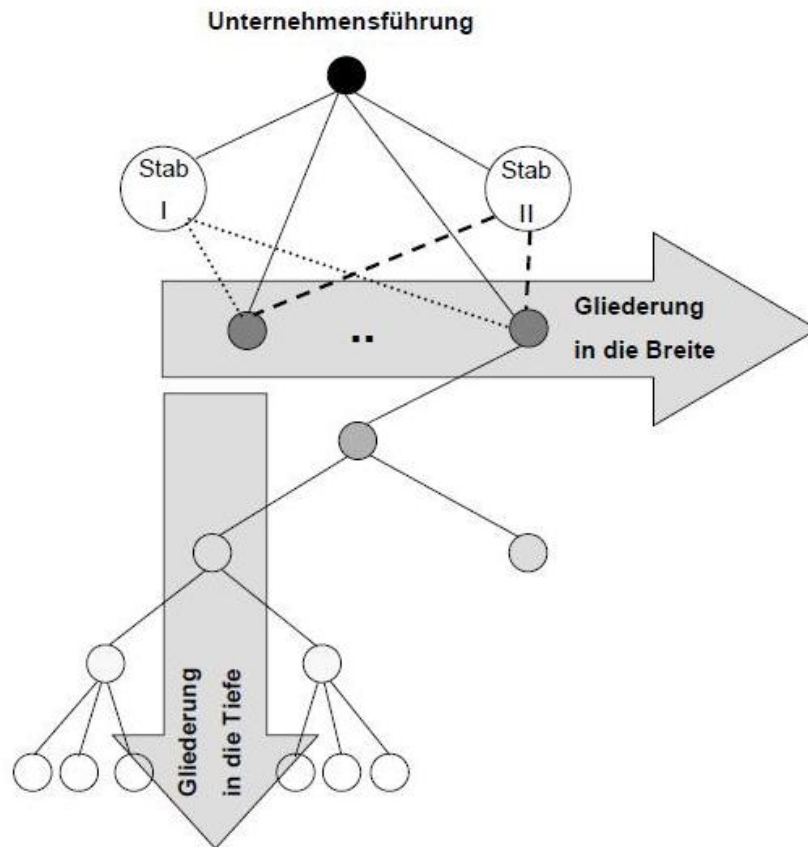 Unternehmensführung
Stab
I
Stab
II
Gliederung
in die Breite
..
Gliederung
in die Tiefe